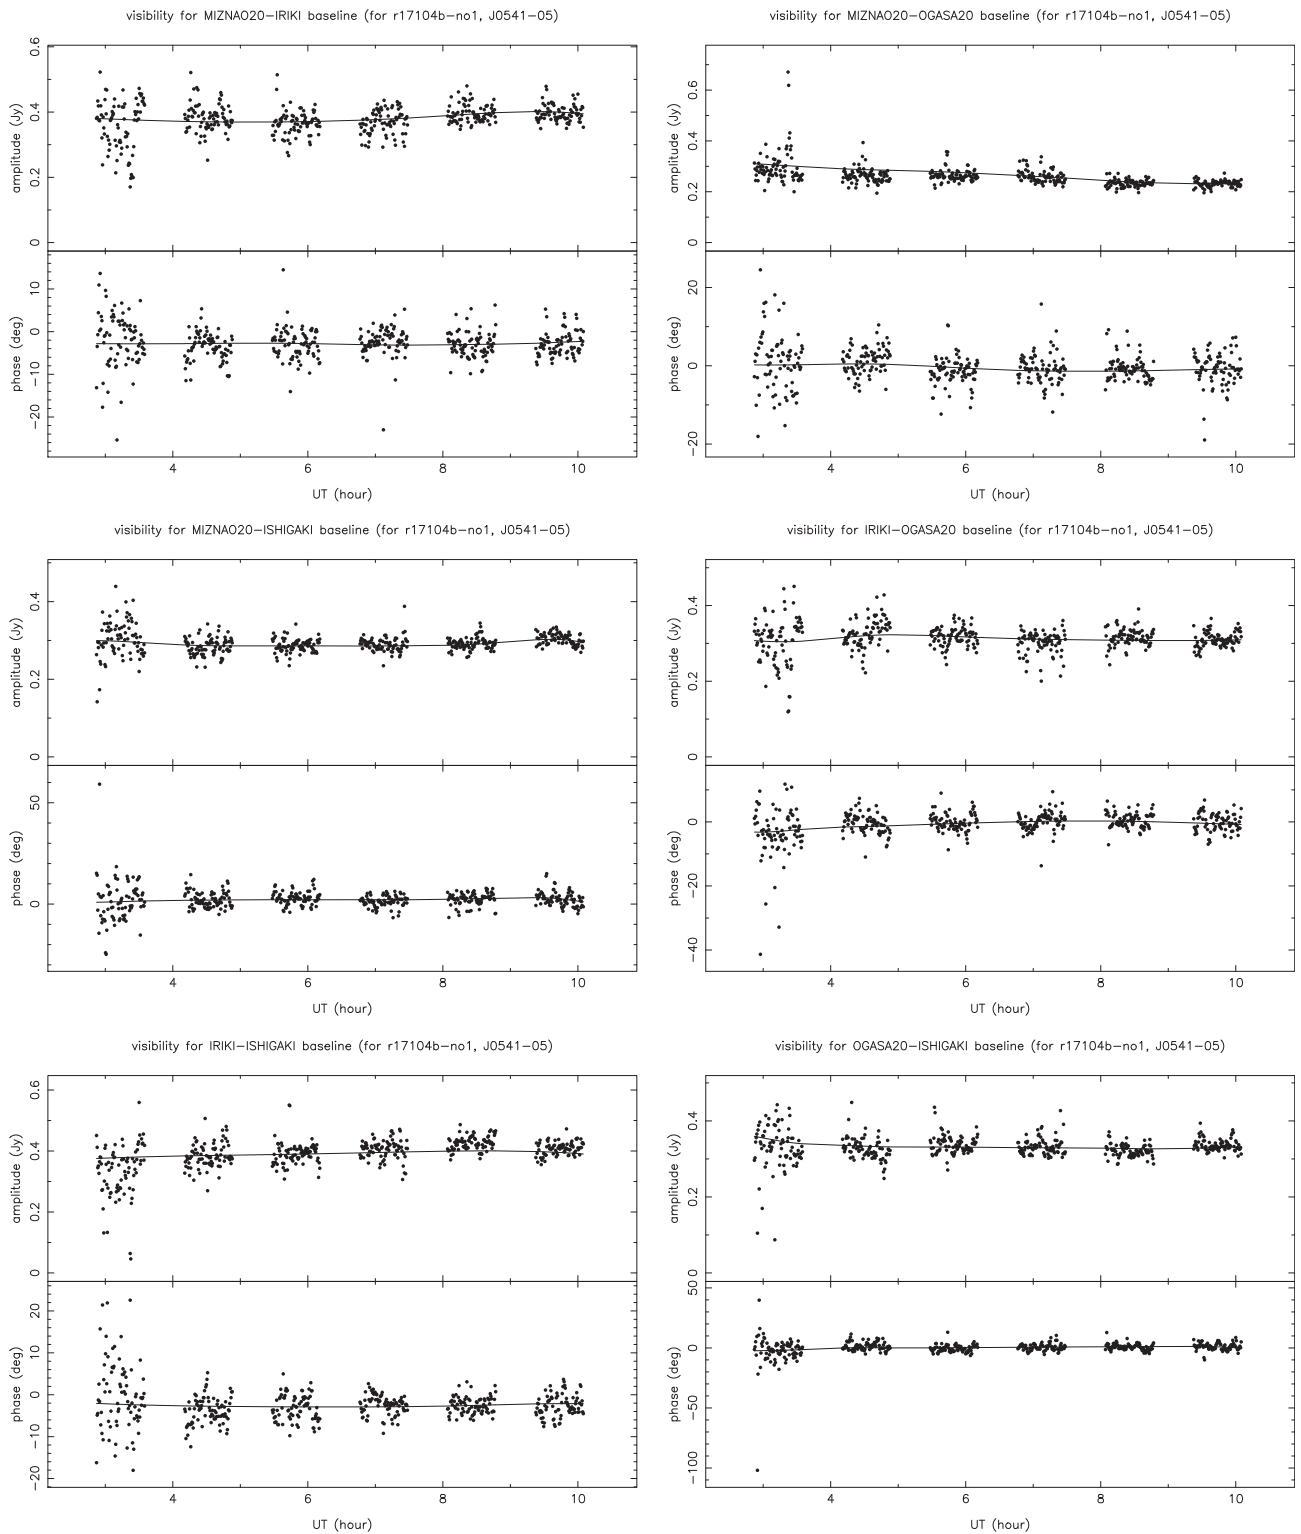 visibility for MIZNAO20−IRIKI baseline (for r17104b−no1, J0541−05)
amplitude (Jy)
0.6
0.4
0.2
0
phase (deg)
10
0
−10
−20
4 6 8 10
UT (hour)
visibility for MIZNAO20−OGASA20 baseline (for r17104b−no1, J0541−05)
amplitude (Jy)
0.6
0.4
0.2
0
phase (deg)
20
0
−20
4 6 8 10
UT (hour)
visibility for MIZNAO20−ISHIGAKI baseline (for r17104b−no1, J0541−05)
amplitude (Jy)
0.4
0.2
0
phase (deg)
50
0
4 6 8 10
UT (hour)
visibility for IRIKI−OGASA20 baseline (for r17104b−no1, J0541−05)
amplitude (Jy)
0.4
0.2
0
phase (deg)
0
−20
−40
4 6 8 10
UT (hour)
visibility for IRIKI−ISHIGAKI baseline (for r17104b−no1, J0541−05)
amplitude (Jy)
0.6
0.4
0.2
0
phase (deg)
20
10
0
−10
−20
4 6 8 10
UT (hour)
visibility for OGASA20−ISHIGAKI baseline (for r17104b−no1, J0541−05)
amplitude (Jy)
0.4
0.2
0
phase (deg)
50
0
−50
−100
4 6 8 10
UT (hour)